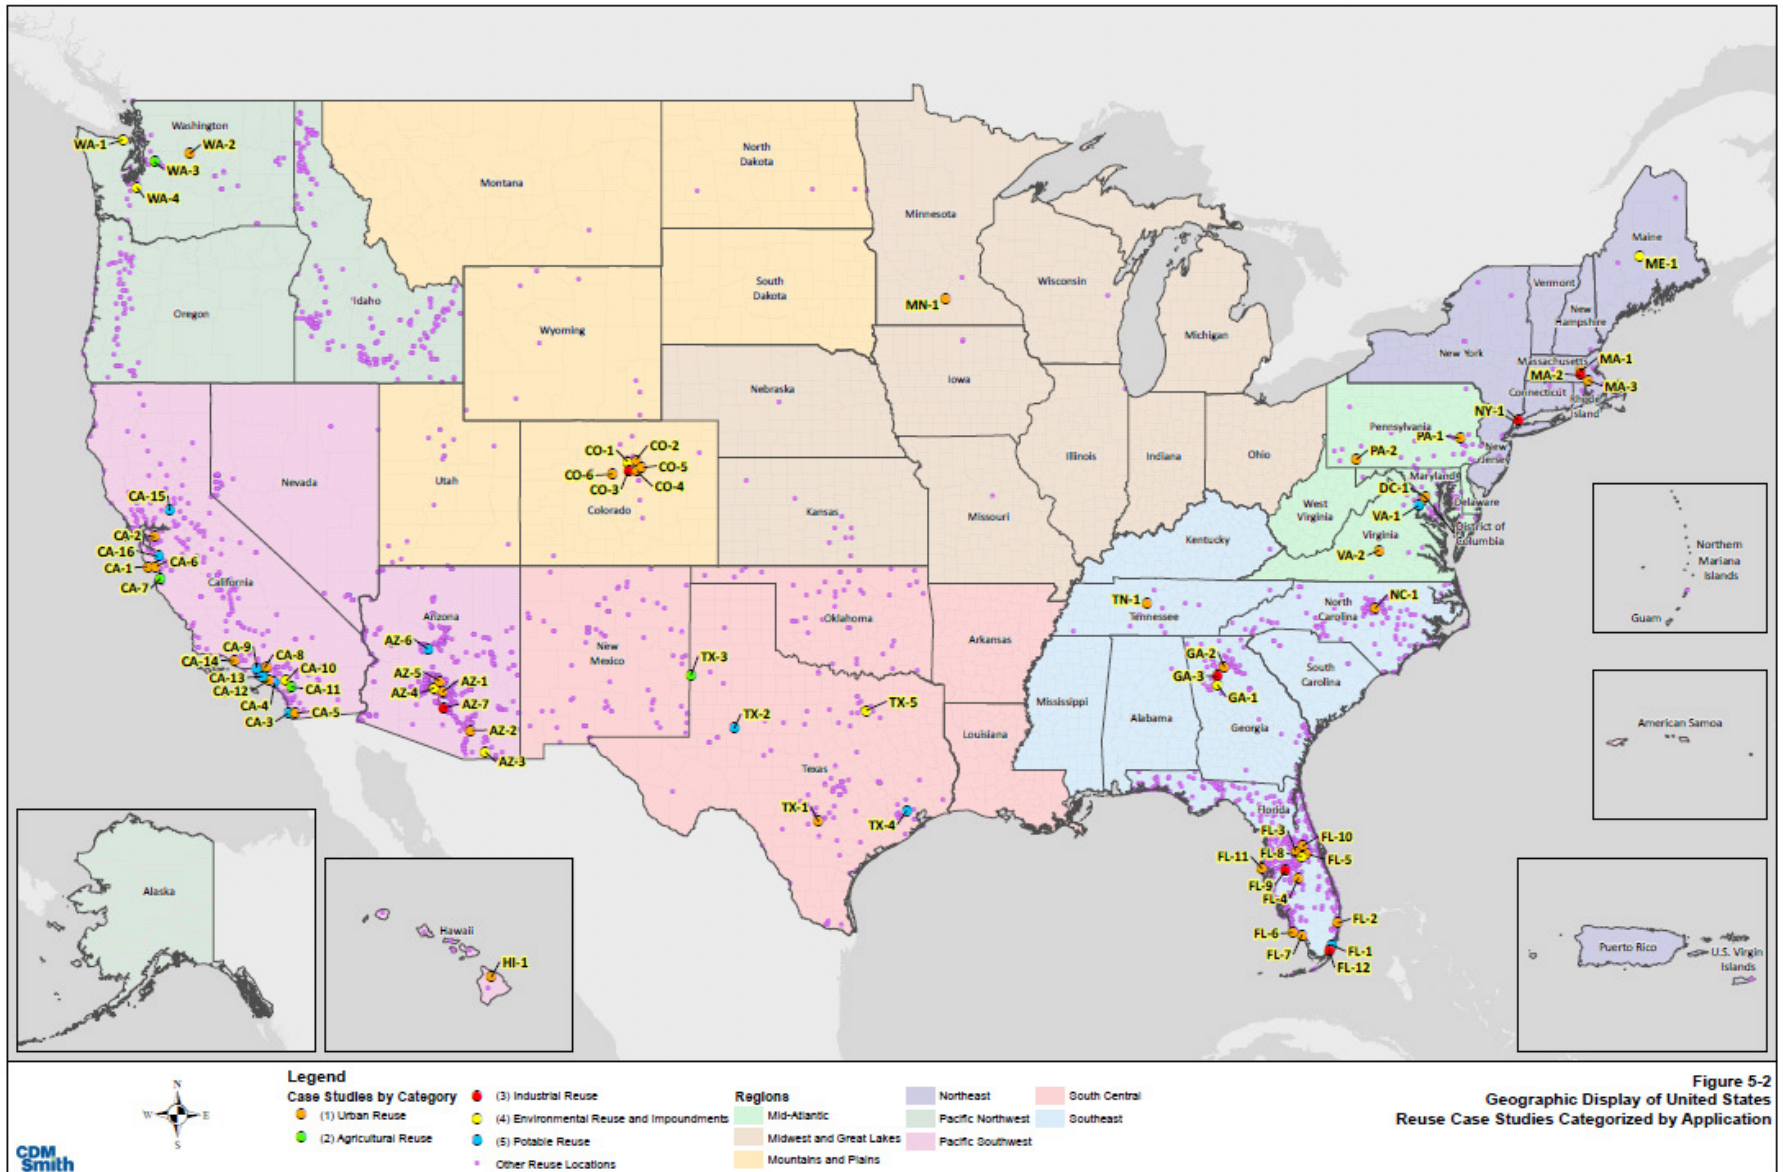 Washington
WA-1
WA-2
WA-3
WA-4
Montana
North
Dakota
Minnesota
Oregon
Idaho
Wyoming
South
Dakota
MN-1
Wisconsin
Michigan
Maine
ME-1
Vermont
New
Hampshire
New York
Massachusetts
MA-1
MA-2
MA-3
Connecticut
Rhode
Island
NY-1
Nebraska
Iowa
Pennsylvania
PA-1
PA-2
New
Jersey
Nevada
Utah
CO-1
CO-2
CO-6
CO-5
CO-3
CO-4
Colorado
Kansas
Missouri
Illinois
Indiana
Ohio
West
Virginia
Maryland
DC-1
Delaware
VA-1
District of
Columbia
Virginia
VA-2
Kentucky
CA-15
CA-2
CA-16
CA-1
CA-6
CA-7
California
Arizona
AZ-6
New
Mexico
Oklahoma
Arkansas
TN-1
Tennessee
North
Carolina
NC-1
Northern
Mariana
Islands
Guam
CA-9
CA-8
CA-14
CA-10
CA-13
CA-12
CA-11
CA-4
CA-3
CA-5
AZ-5
AZ-1
AZ-4
AZ-7
AZ-2
AZ-3
TX-3
TX-2
TX-5
GA-2
GA-3
GA-1
South
Carolina
Mississippi
Alabama
Georgia
Louisiana
American Samoa
Texas
TX-1
TX-4
Florida
FL-3
FL-10
FL-11
FL-8
FL-5
FL-9
FL-4
FL-2
FL-6
FL-7
FL-1
FL-12
Alaska
Hawaii
HI-1
Puerto Rico
U.S. Virgin
Islands
N
W
E
S
CDM
Smith
Legend
Case Studies by Category
(1) Urban Reuse
(2) Agricultural Reuse
(3) Industrial Reuse
(4) Environmental Reuse and Impoundments
(5) Potable Reuse
Other Reuse Locations
Regions
Mid-Atlantic
Midwest and Great Lakes
Mountains and Plains
Northeast
Pacific Northwest
Pacific Southwest
South Central
Southeast
Figure 5-2
Geographic Display of United States
Reuse Case Studies Categorized by Application